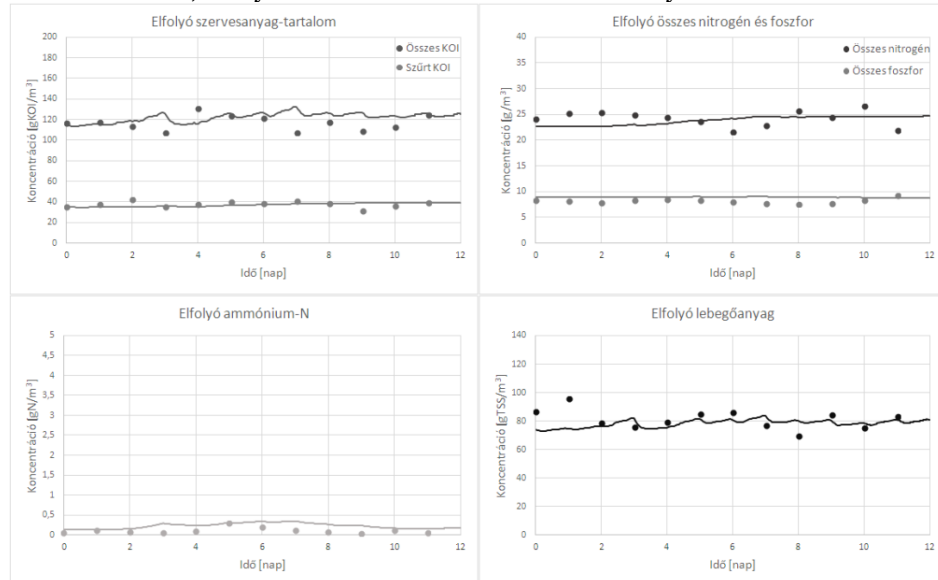 Elfolyó szervesanyag-tartalom
Koncentráció [gKOI/m³]
200
180
160
140
120
100
80
60
40
20
0
Összes KOI
Szűrt KOI
0 2 4 6 8 10 12
Idő [nap]
Elfolyó összes nitrogén és foszfor
Koncentráció [g/m³]
40
35
30
25
20
15
10
5
0
Összes nitrogén
Összes foszfor
0 2 4 6 8 10 12
Idő [nap]
Elfolyó ammónium-N
Koncentráció [gN/m³]
5
4,5
4
3,5
3
2,5
2
1,5
1
0,5
0
0 2 4 6 8 10 12
Idő [nap]
Elfolyó lebegőanyag
Koncentráció [gTSS/m³]
140
120
100
80
60
40
20
0
0 2 4 6 8 10 12
Idő [nap]